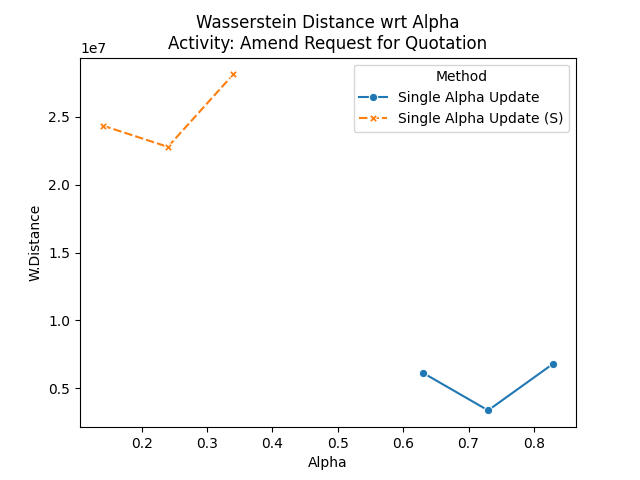 Wasserstein Distance wrt Alpha
Activity: Amend Request for Quotation
1e7
Method
Single Alpha Update
Single Alpha Update (S)
2.5
2.0
1.5
1.0
0.5
W.Distance
0.2 0.3 0.4 0.5 0.6 0.7 0.8
Alpha